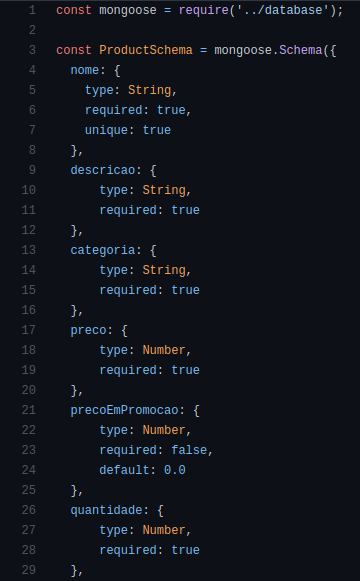 1 const mongoose = require('../database');
2
3 const ProductSchema = mongoose.Schema({
4   nome: {
5     type: String,
6     required: true,
7     unique: true
8   },
9   descricao: {
10       type: String,
11       required: true
12   },
13   categoria: {
14       type: String,
15       required: true
16   },
17   preco: {
18       type: Number,
19       required: true
20   },
21   precoEmPromocao: {
22       type: Number,
23       required: false,
24       default: 0.0
25   },
26   quantidade: {
27       type: Number,
28       required: true
29   },